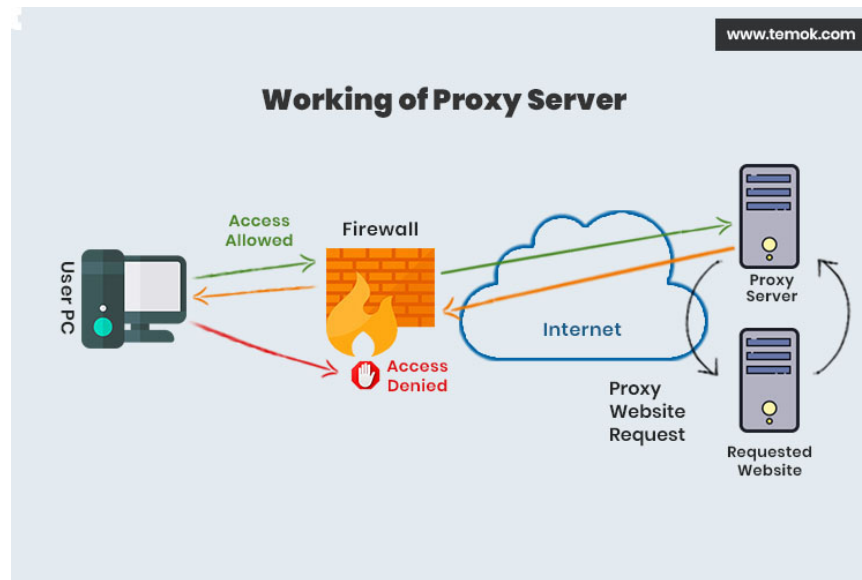 www.temok.com
Working of Proxy Server
Access
Allowed
Firewall
User PC
Internet
Access
Denied
Proxy
Server
Proxy
Website
Request
Requested
Website